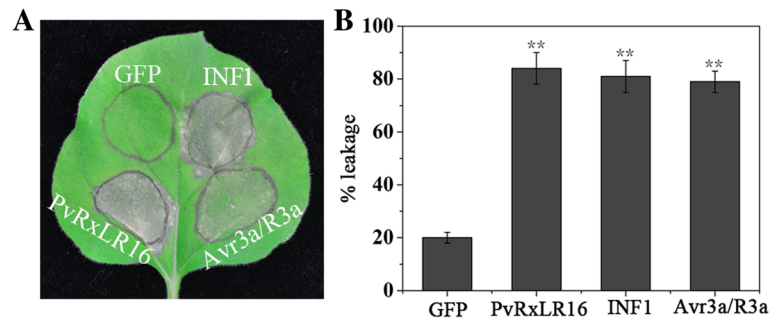 A
B
GFP
INF1
PvRxLR16
Avr3a/R3a
% leakage
100
80
60
40
20
0
**
**
**
GFP
PvRxLR16
INF1
Avr3a/R3a